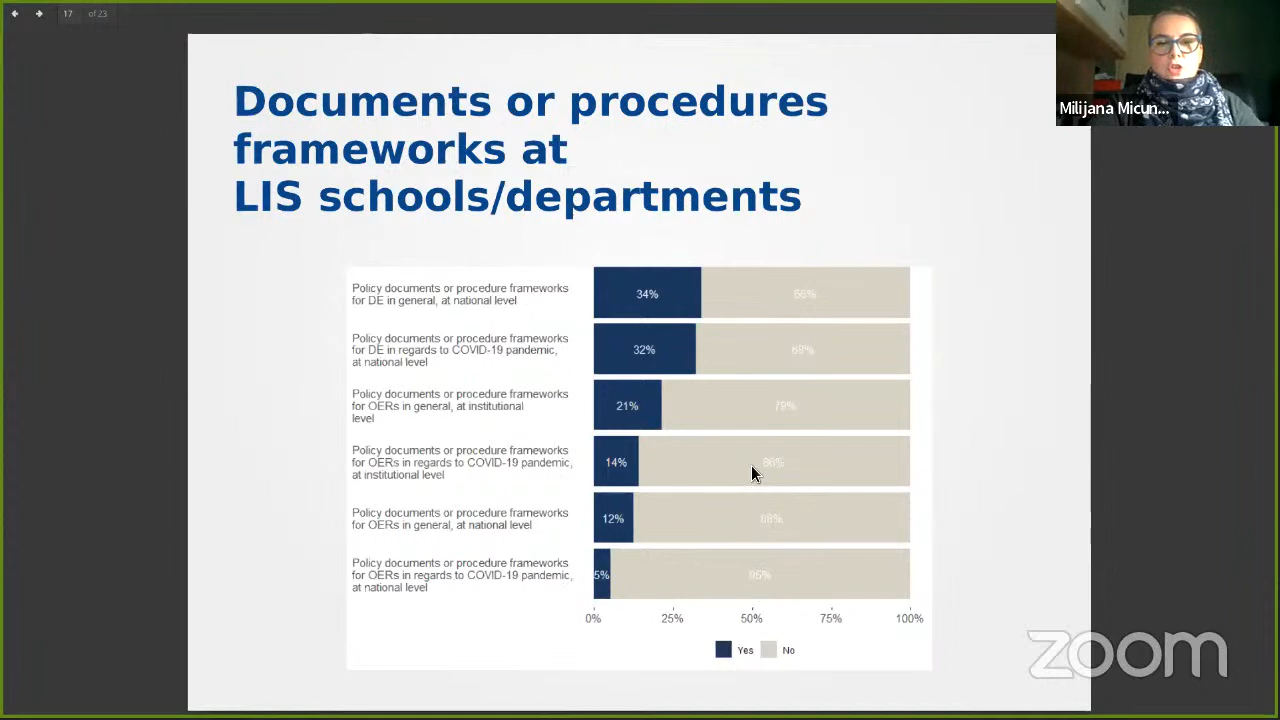 17 of 23
Milijana Micun...
Documents or procedures
frameworks at
LIS schools/departments
Policy documents or procedure frameworks
for DE in general, at national level
34% 66%
Policy documents or procedure frameworks
for DE in regards to COVID-19 pandemic,
at national level
32% 68%
Policy documents or procedure frameworks
for OERs in general, at institutional
level
21% 79%
Policy documents or procedure frameworks
for OERs in regards to COVID-19 pandemic,
at institutional level
14% 86%
Policy documents or procedure frameworks
for OERs in general, at national level
12% 88%
Policy documents or procedure frameworks
for OERs in regards to COVID-19 pandemic,
at national level
5% 95%
0% 25% 50% 75% 100%
Yes No
zoom